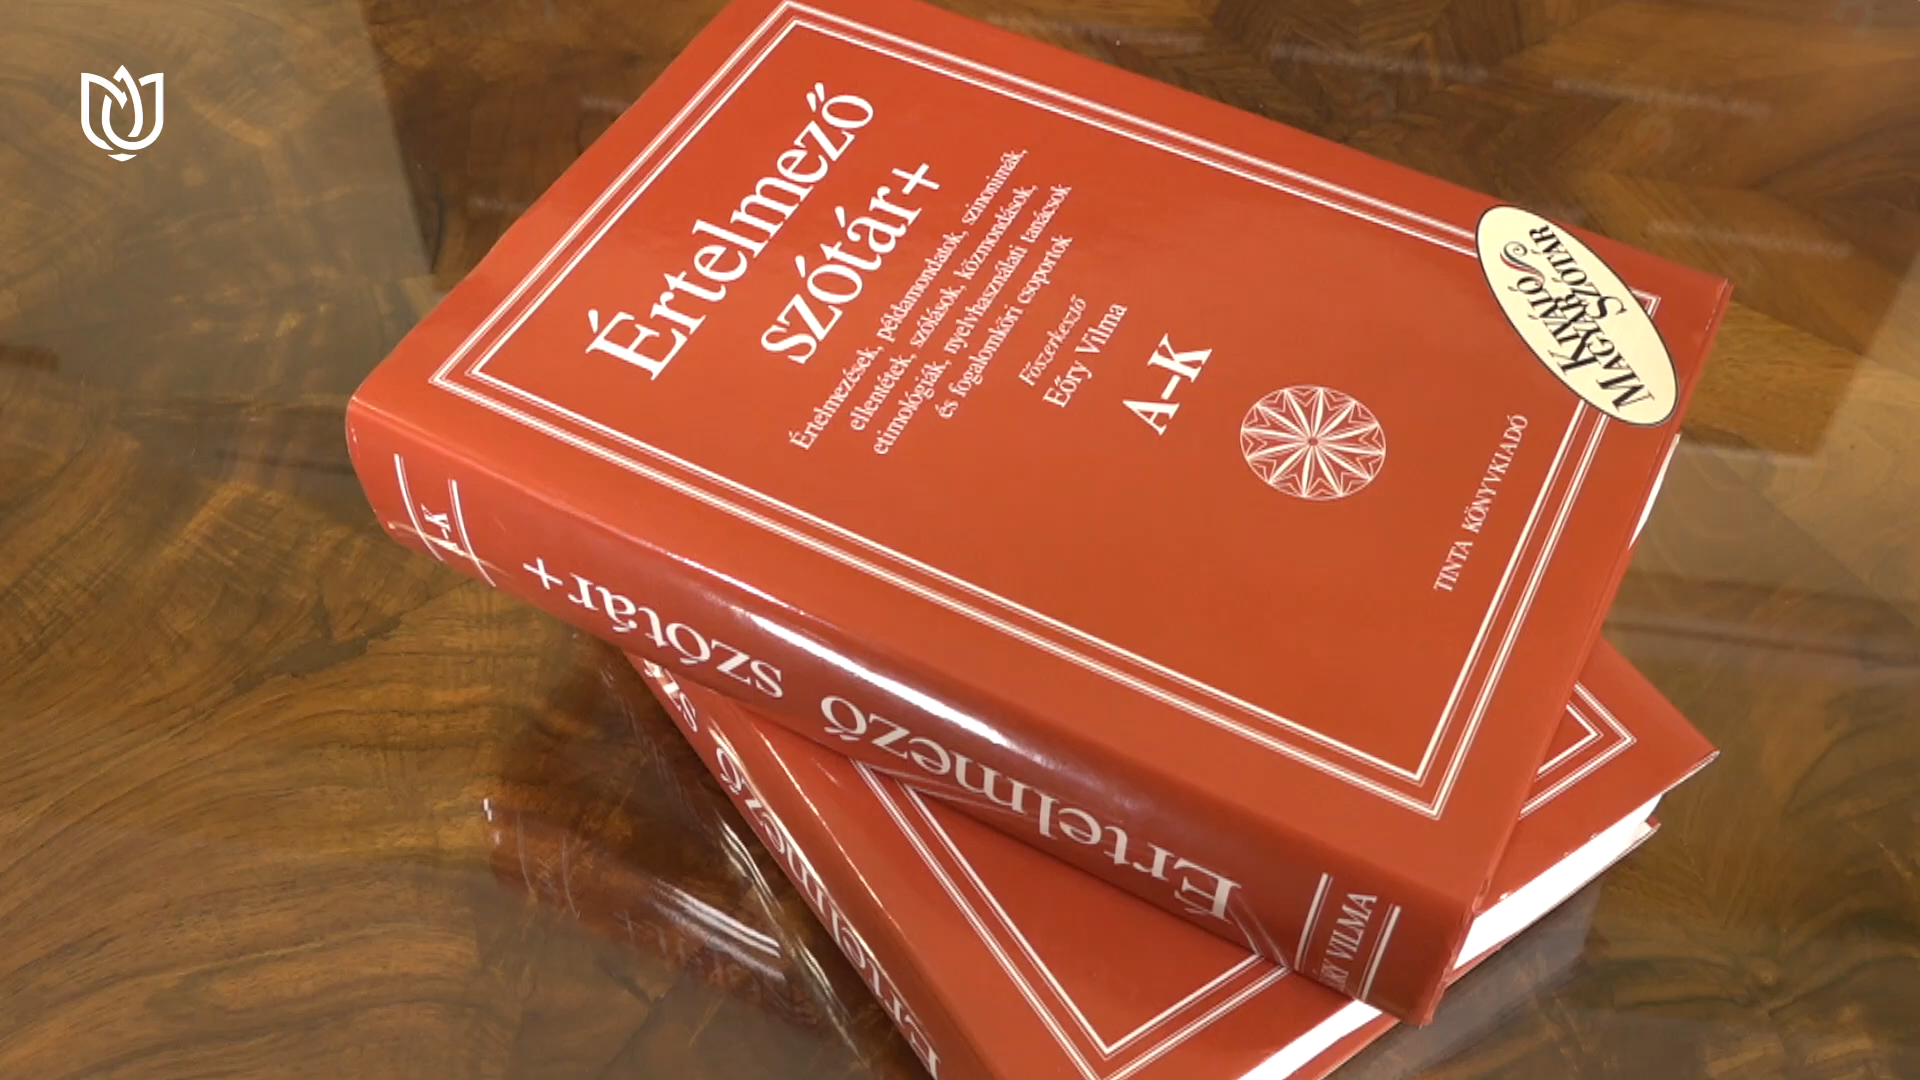 Értelmező
szótár+
Értelmezések, példamondatok, szinonimák,
ellentétek, szólások, közmondások,
etimológiák, nyelvhasználati tanácsok
és fogalomköri csoportok
Főszerkesztő
Eőry Vilma
A–K
TINTA KÖNYVKIADÓ
KIVÁLÓ
MAGYAR
SZÓTÁR
A–K
Értelmező szótár+
VILMA
Értelmező